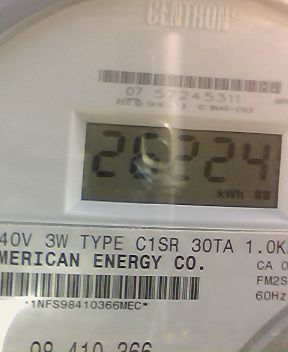 CENTRON
07 57245311
28224
kWh
40V 3W TYPE C1SR 30TA 1.0K
MERICAN ENERGY CO.
CA 0
FM2S
60Hz
*1NFS98410366MEC*
98 410 366